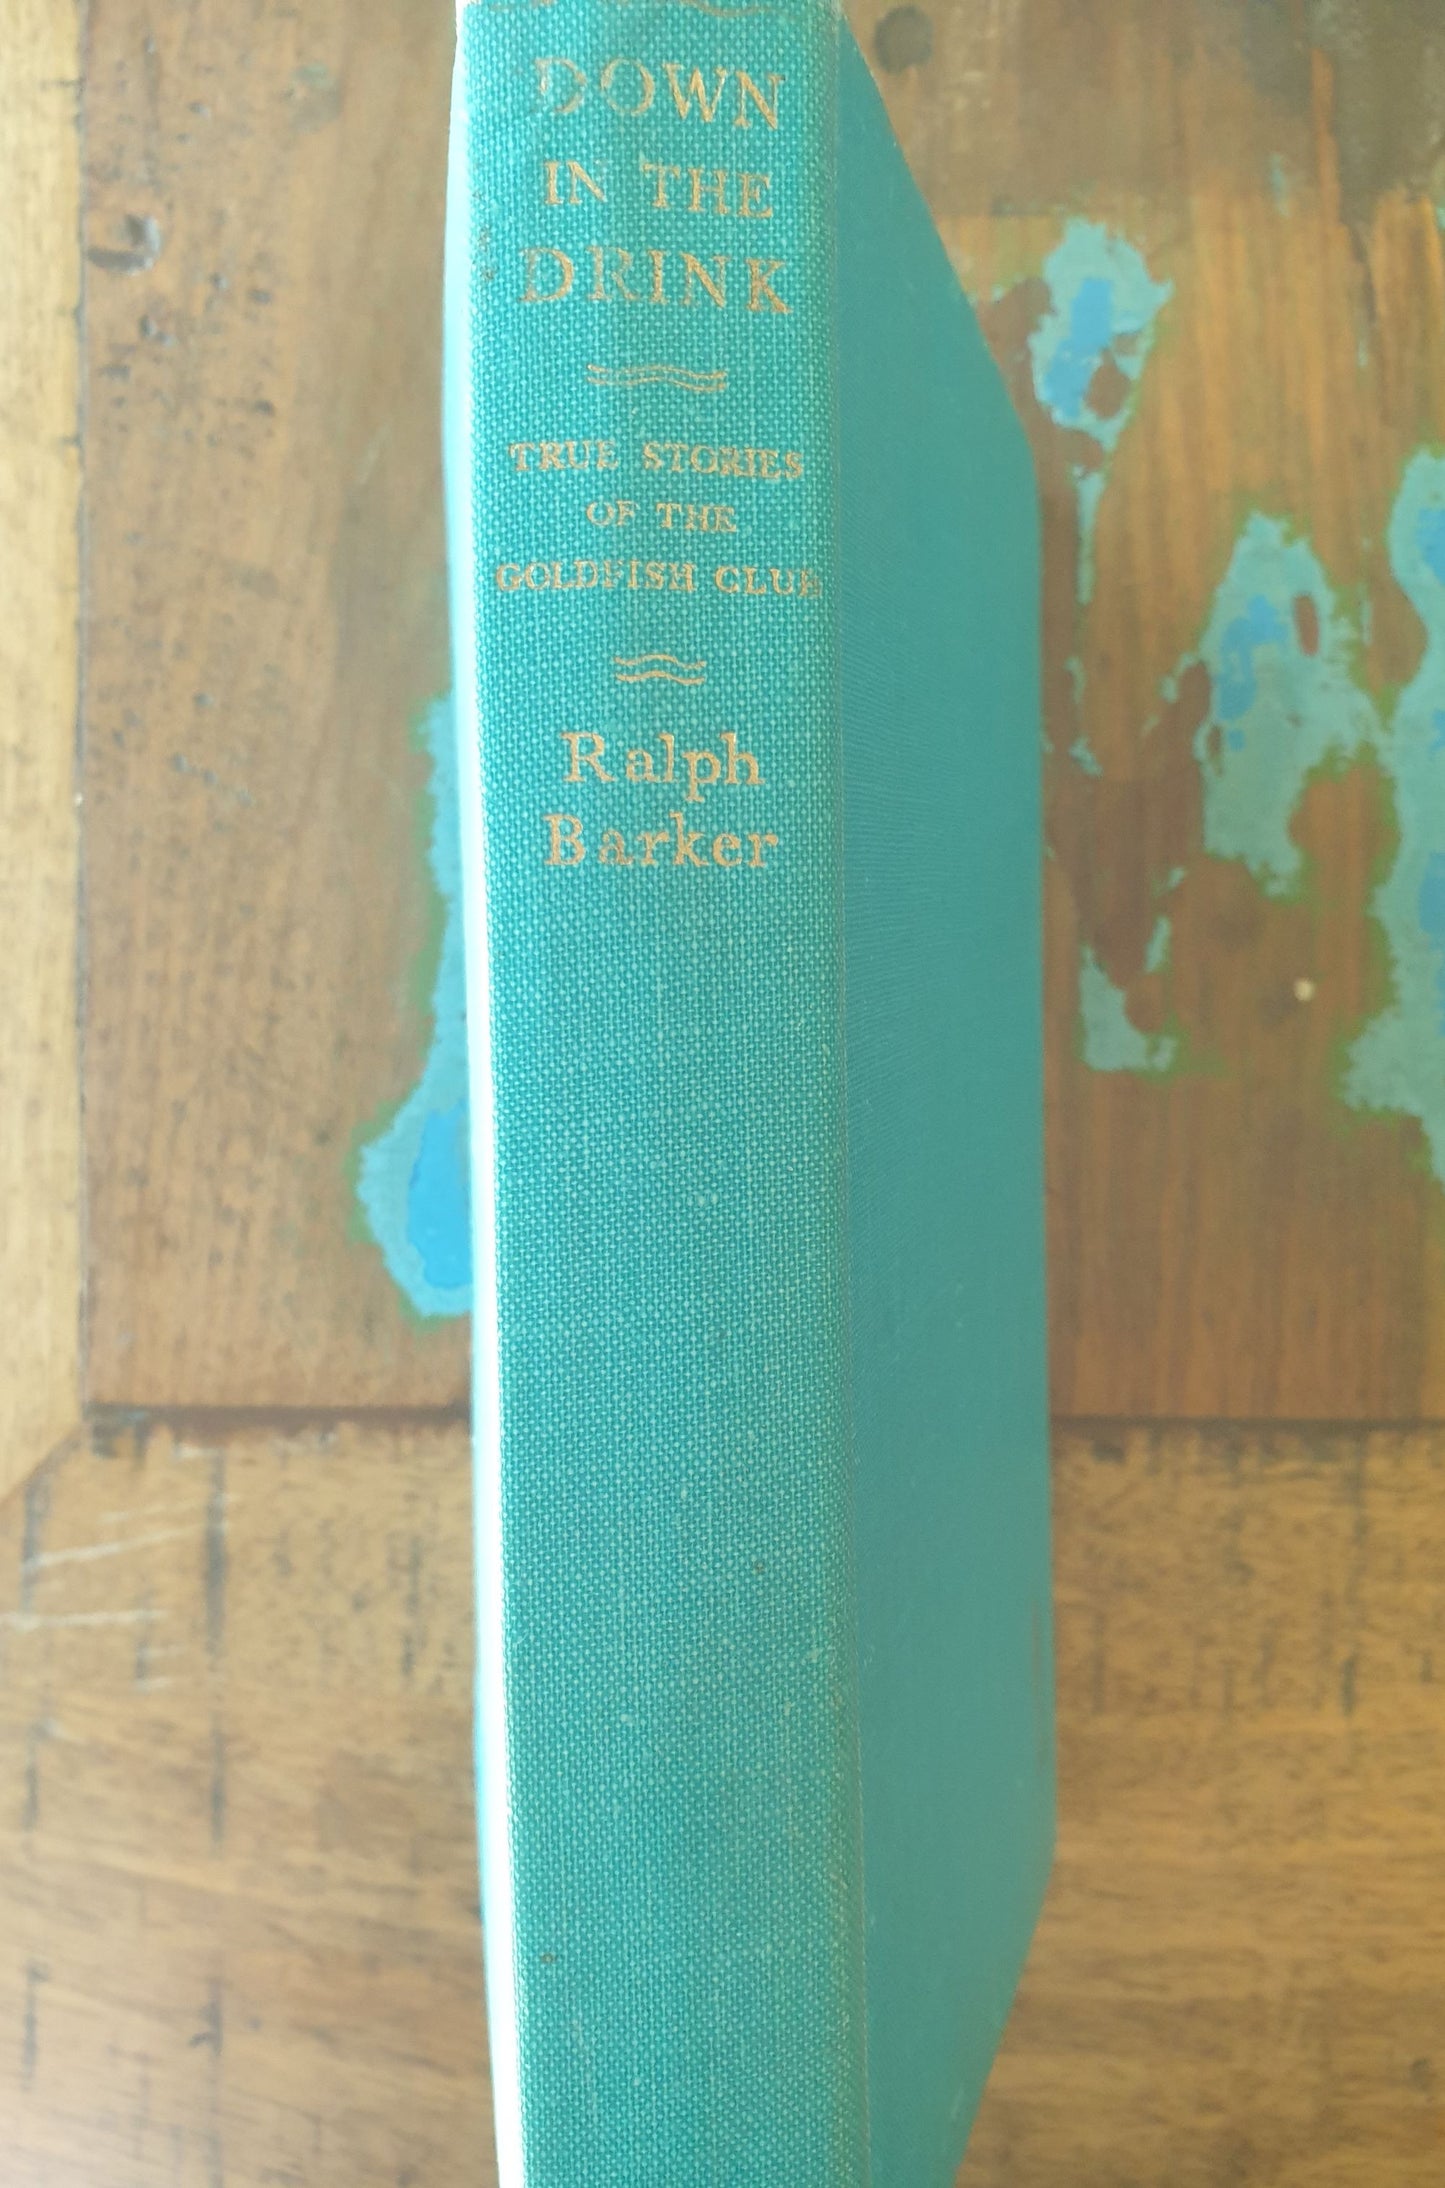 DOWN
IN THE
DRINK
TRUE STORIES
OF THE
GOLDFISH CLUB
Ralph
Barker